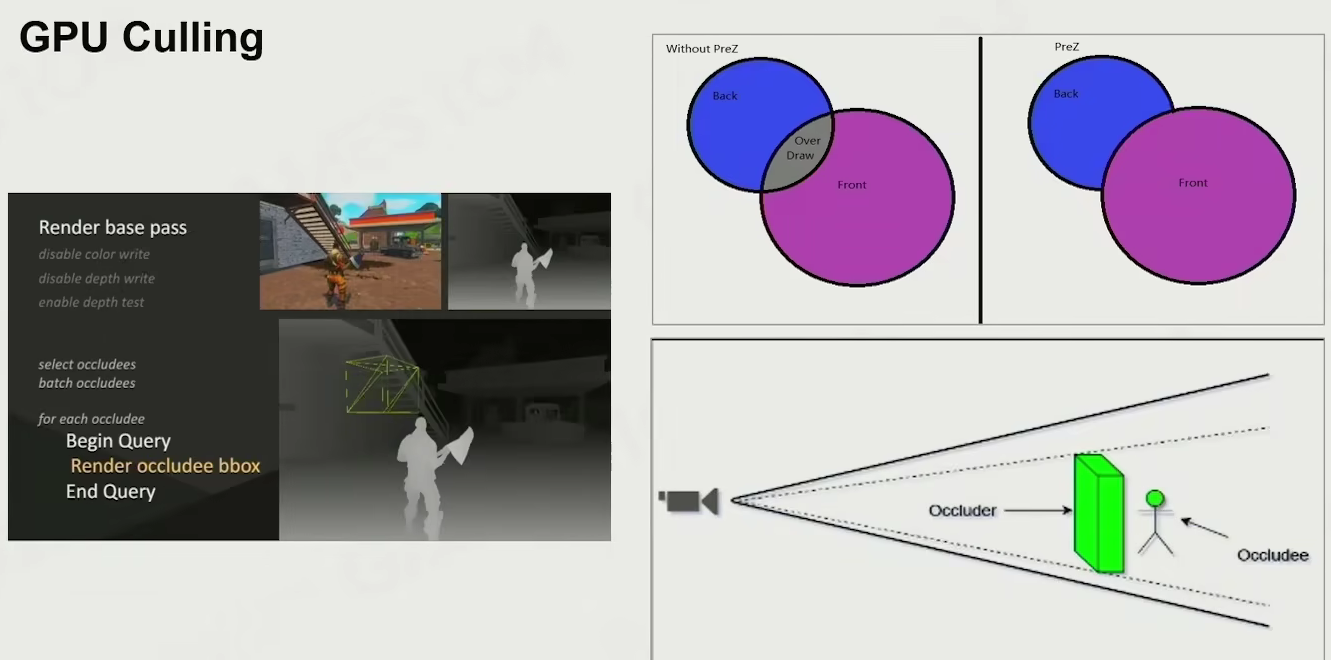 GPU Culling
Render base pass
disable color write
disable depth write
enable depth test
select occludees
batch occludees
for each occludee
Begin Query
Render occludee bbox
End Query
Without PreZ
Back
Over
Draw
Front
PreZ
Back
Front
Occluder
Occludee